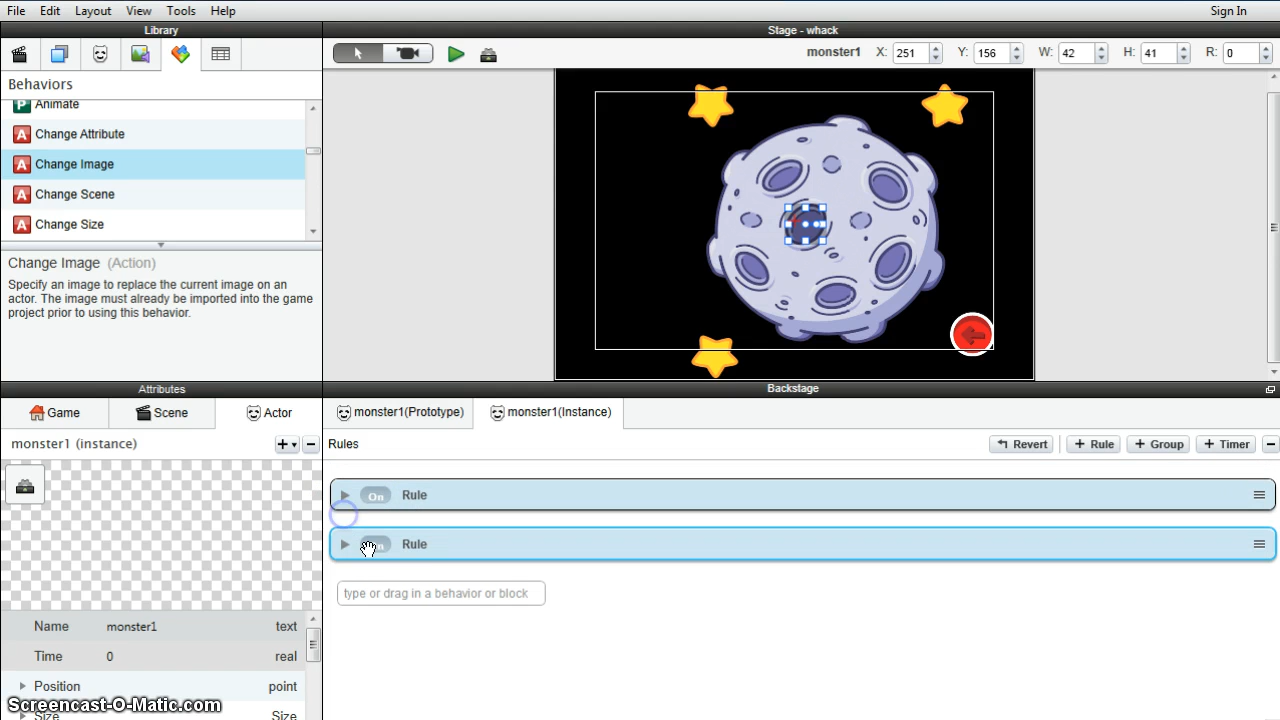 File Edit Layout View Tools Help Sign In
Library Stage - whack
monster1 X: 251 Y: 156 W: 42 H: 41 R: 0
Behaviors
Animate
Change Attribute
Change Image
Change Scene
Change Size
Change Image (Action)
Specify an image to replace the current image on an
actor. The image must already be imported into the game
project prior to using this behavior.
Attributes Backstage
Game Scene Actor monster1(Prototype) monster1(Instance)
monster1 (instance) Rules Revert Rule Group Timer
On Rule
On Rule
type or drag in a behavior or block
Name monster1 text
Time 0 real
Position point
Size Size
Screencast-O-Matic.com